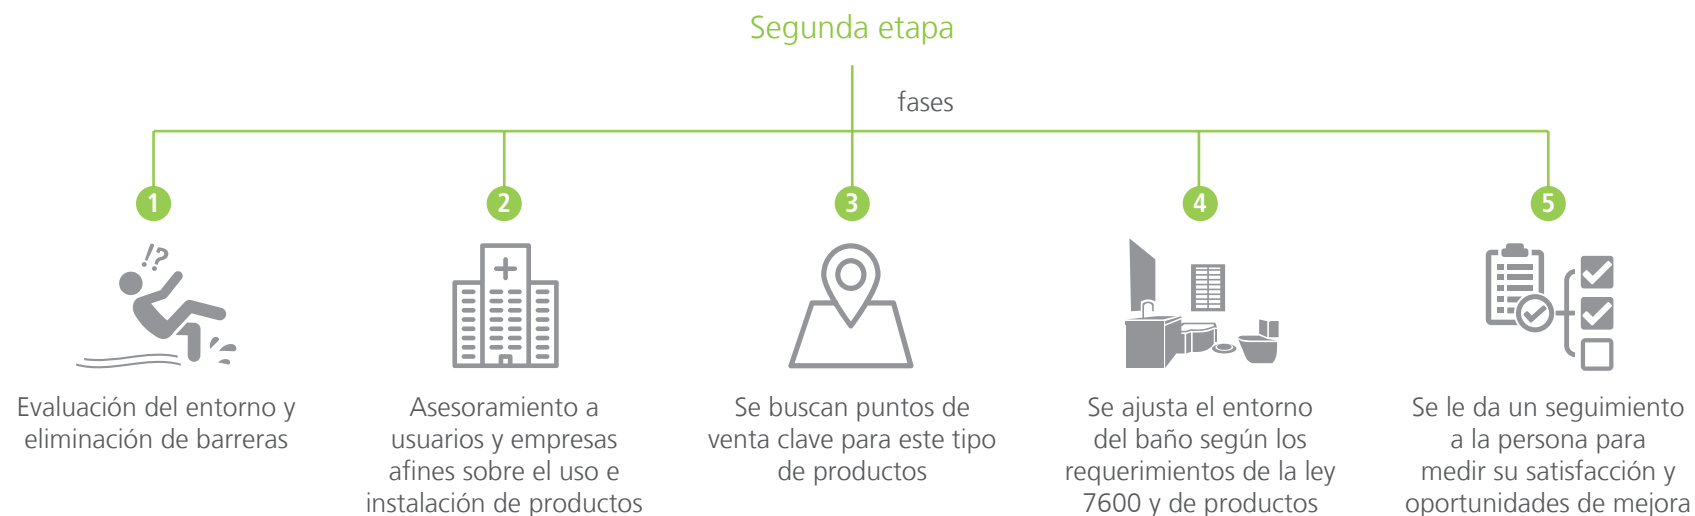 Segunda etapa
fases
1
2
3
4
5
!?
Evaluación del entorno y
eliminación de barreras
Asesoramiento a
usuarios y empresas
afines sobre el uso e
instalación de productos
Se buscan puntos de
venta clave para este tipo
de productos
Se ajusta el entorno
del baño según los
requerimientos de la ley
7600 y de productos
Se le da un seguimiento
a la persona para
medir su satisfacción y
oportunidades de mejora